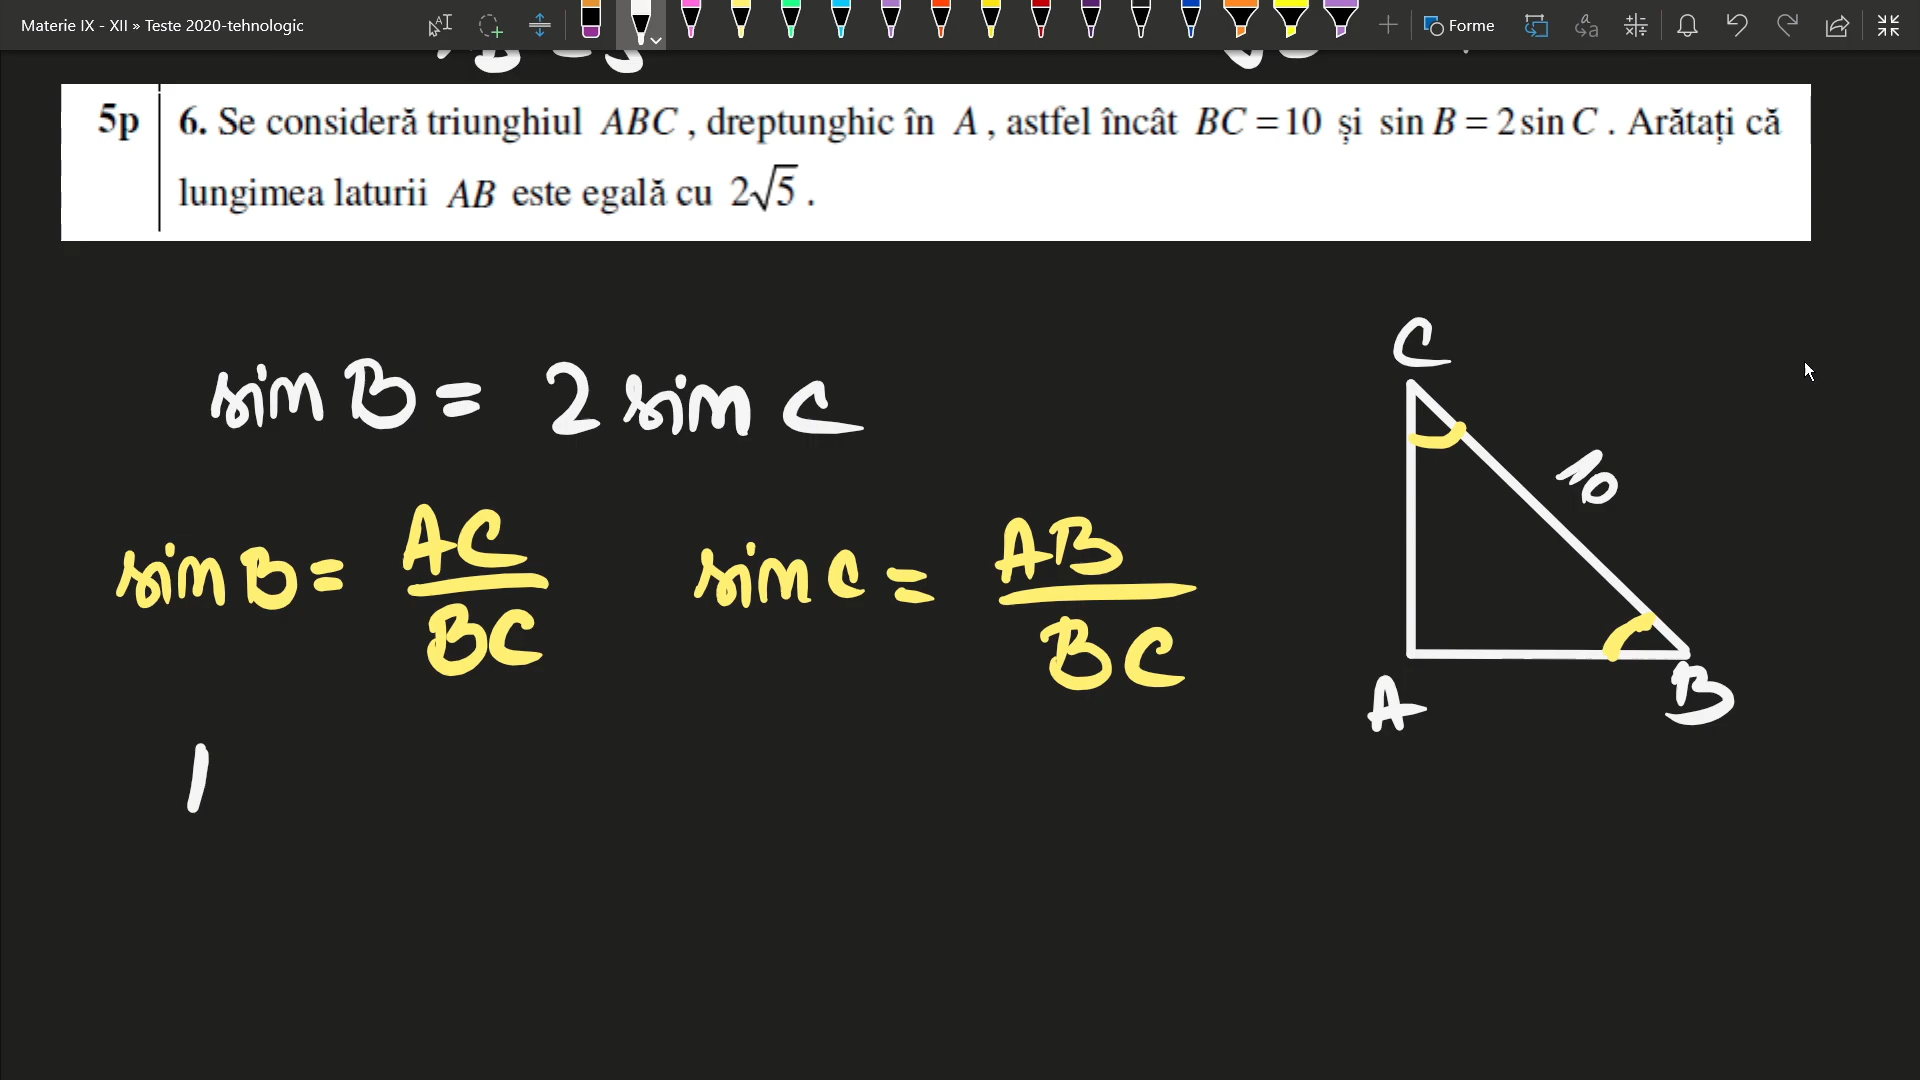 Materie IX - XII » Teste 2020-tehnologic
Forme
5p 6. Se consideră triunghiul ABC , dreptunghic în A , astfel încât BC = 10 și sin B = 2 sin C . Arătați că
lungimea laturii AB este egală cu 2√5 .
sin B = 2 sin C
sin B = AC/BC sin C = AB/BC
C
10
A B